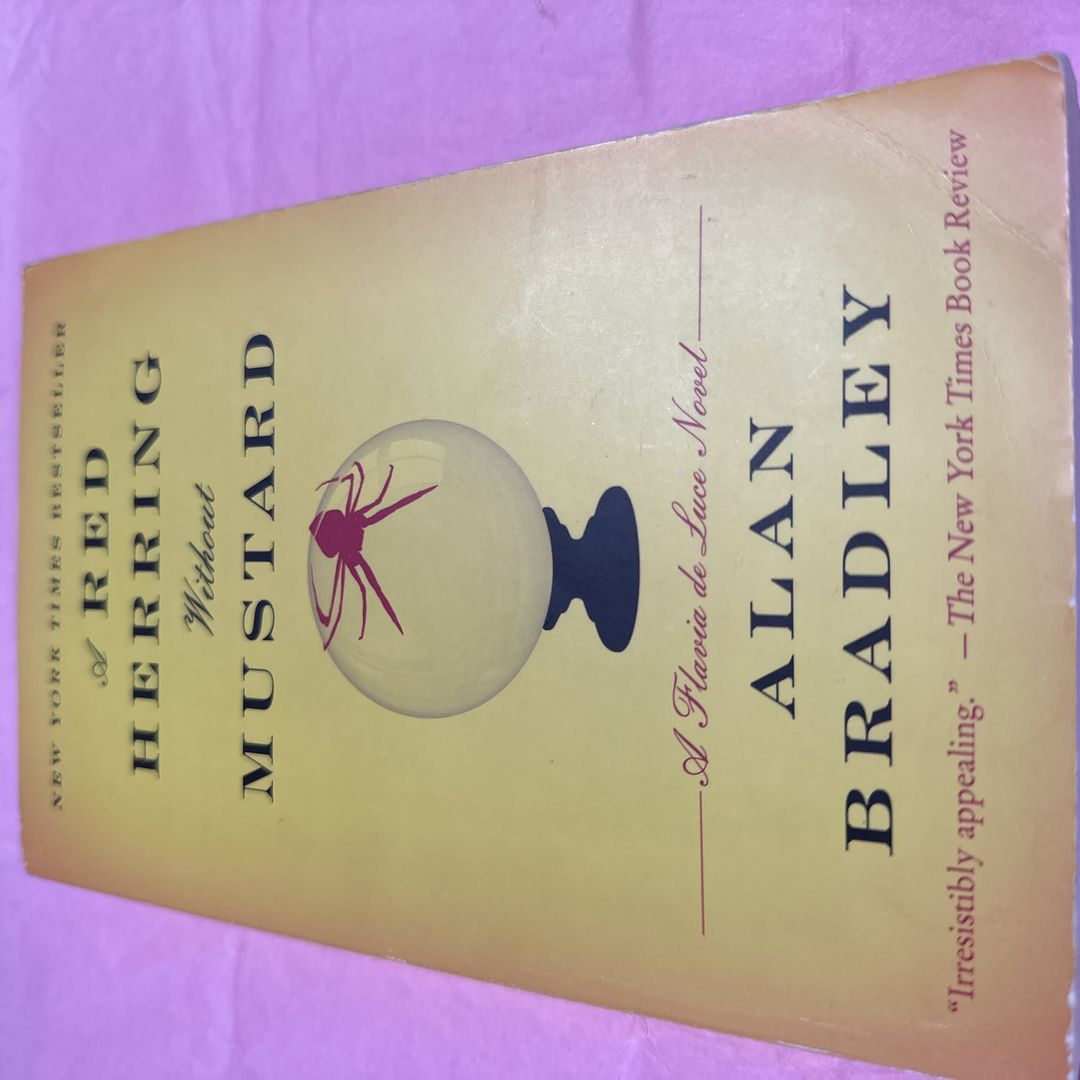 NEW YORK TIMES BESTSELLER
A RED
HERRING
Without
MUSTARD
A Flavia de Luce Novel
ALAN
BRADLEY
“Irresistibly appealing.” —The New York Times Book Review